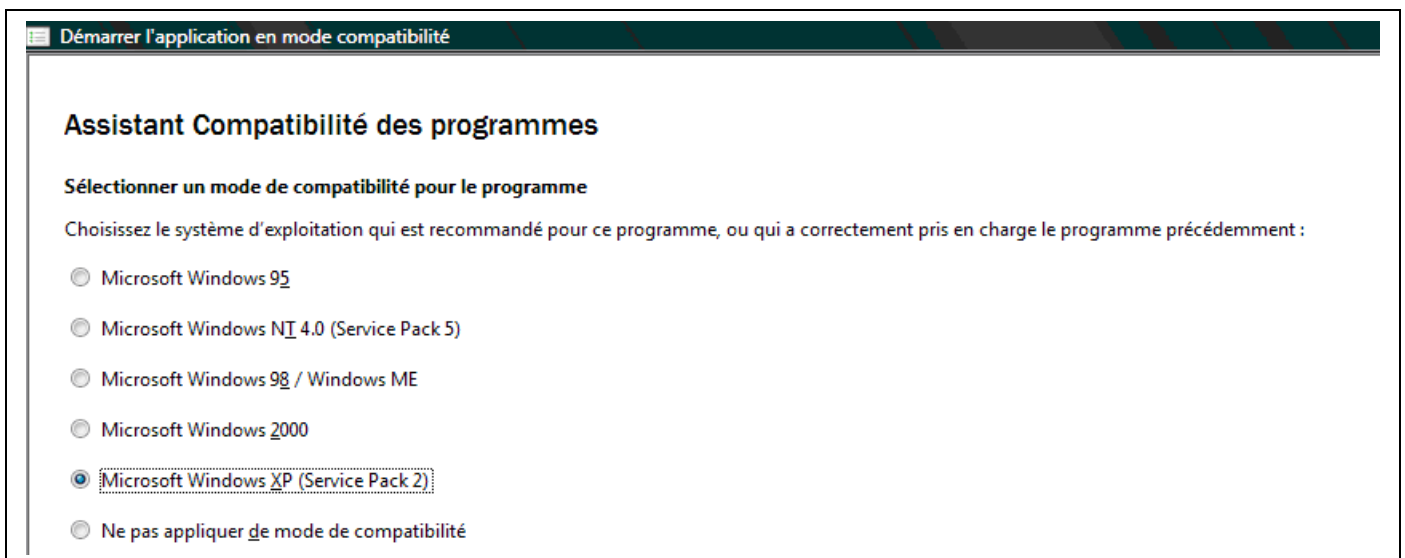 Démarrer l'application en mode compatibilité
Assistant Compatibilité des programmes
Sélectionner un mode de compatibilité pour le programme
Choisissez le système d'exploitation qui est recommandé pour ce programme, ou qui a correctement pris en charge le programme précédemment :
Microsoft Windows 95
Microsoft Windows NT 4.0 (Service Pack 5)
Microsoft Windows 98 / Windows ME
Microsoft Windows 2000
Microsoft Windows XP (Service Pack 2)
Ne pas appliquer de mode de compatibilité